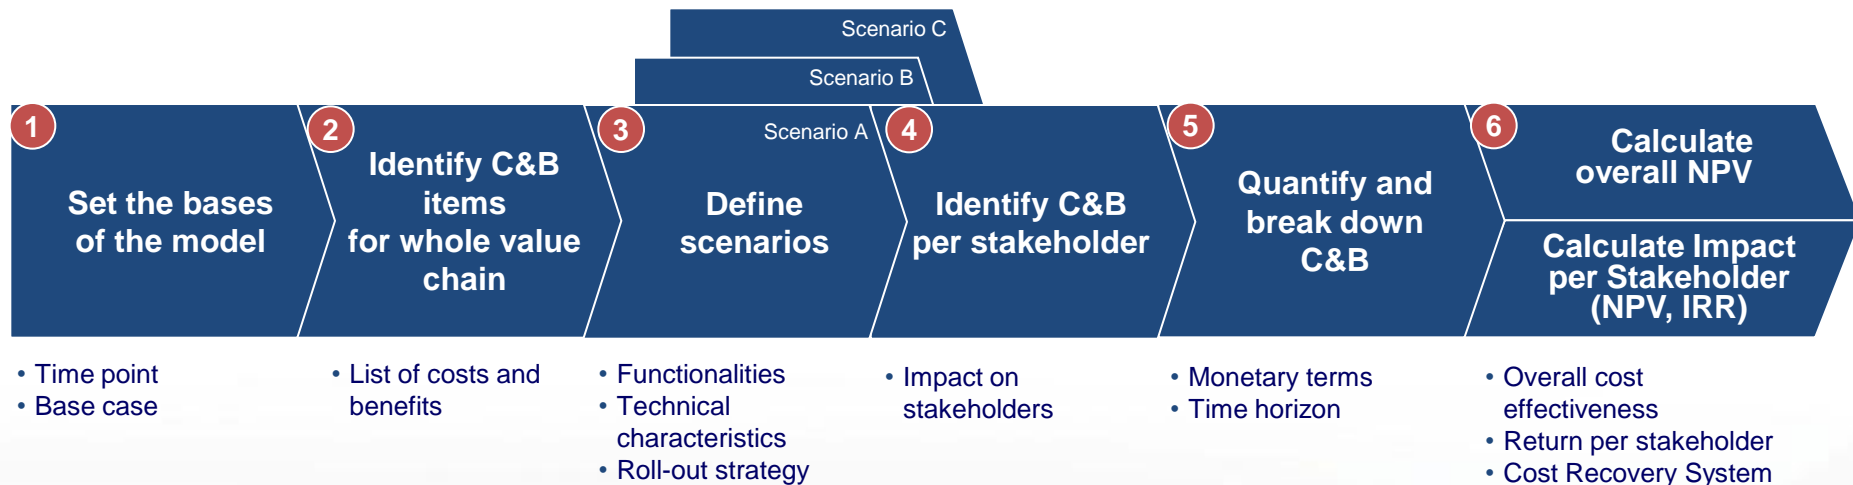 Scenario C
Scenario B
Scenario A
1
Set the bases
of the model
2
Identify C&B
items
for whole value
chain
3
Define
scenarios
4
Identify C&B
per stakeholder
5
Quantify and
break down
C&B
6
Calculate
overall NPV
Calculate Impact
per Stakeholder
(NPV, IRR)
• Time point
• Base case
• List of costs and
benefits
• Functionalities
• Technical
characteristics
• Roll-out strategy
• Impact on
stakeholders
• Monetary terms
• Time horizon
• Overall cost
effectiveness
• Return per stakeholder
• Cost Recovery System